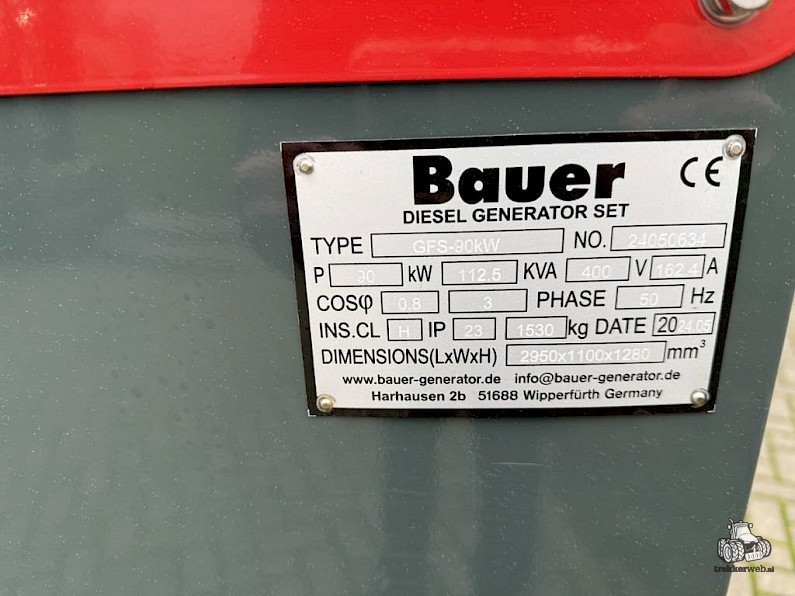 Bauer CE
DIESEL GENERATOR SET
TYPE GFS-90kW NO. 24050634
P 90 kW 112.5 KVA 400 V 162.4 A
COSφ 0.8 3 PHASE 50 Hz
INS.CL H IP 23 1530 kg DATE 2024.05
DIMENSIONS(LxWxH) 2950x1100x1280 mm³
www.bauer-generator.de info@bauer-generator.de
Harhausen 2b 51688 Wipperfürth Germany
trekkerweb.nl